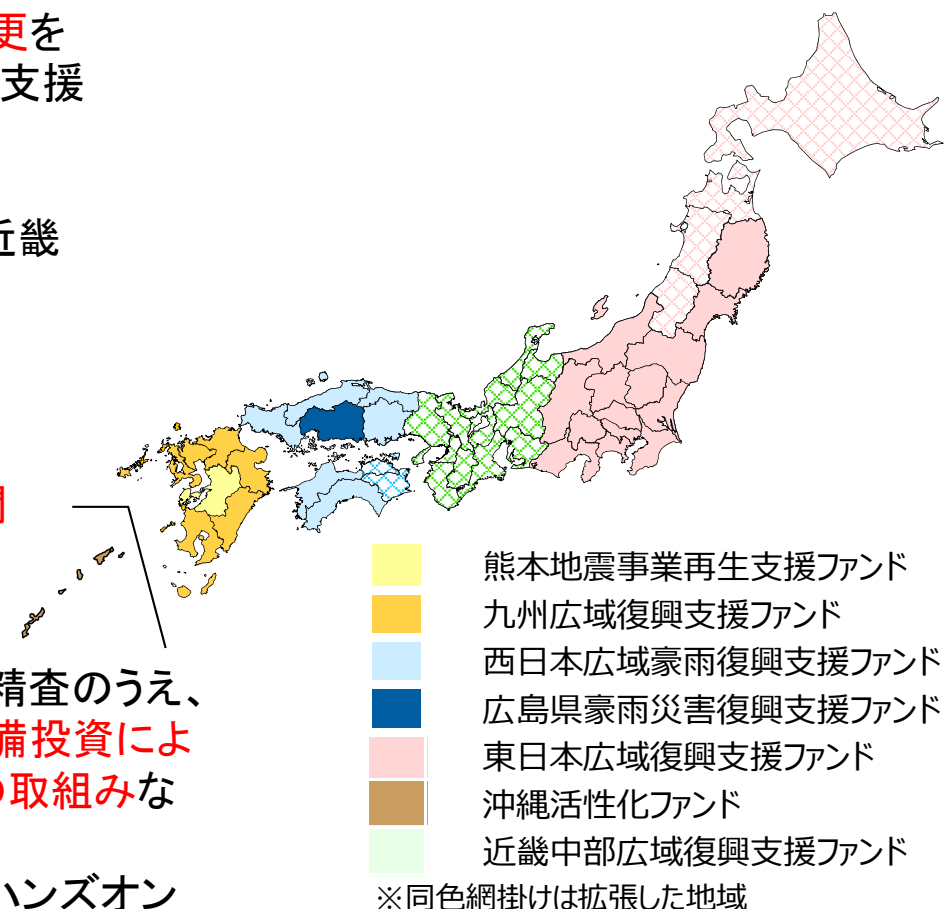 更を
支援
近畿
精査のうえ、
備投資によ
の取組みな
ハンズオン
熊本地震事業再生支援ファンド
九州広域復興支援ファンド
西日本広域豪雨復興支援ファンド
広島県豪雨災害復興支援ファンド
東日本広域復興支援ファンド
沖縄活性化ファンド
近畿中部広域復興支援ファンド
※同色網掛けは拡張した地域